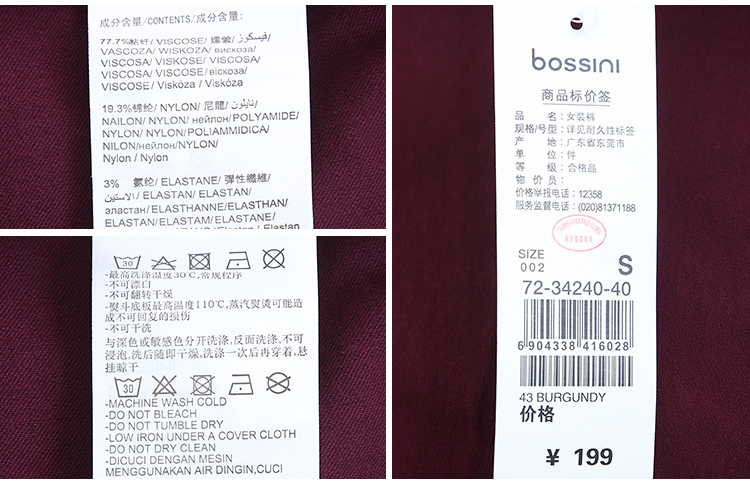 成分含量/CONTENTS/ 成分含量:
77.7%粘纤/ VISCOSE/ 嫘縈/ فيسكوز/
VASCOZA/ WISKOZA/ вискоза/
VISCOSA/ VISKOSE/ VISCOSA/
VISCOSE/ VISCOSE/віскоза/
VISCOSE/ Viskose/ Viskóza
19.3%锦纶/ NYLON/ 尼龍/ نايلون/
NAILON/ NYLON/ нейлон/POLYAMIDE/
NYLON/ NYLON/POLIAMMIDICA/
NILON/нейлон/NYLON/
Nylon / Nylon
3% 氨纶/ ELASTANE/ 彈性纖維/
الاستين/ ELASTAN/ ELASTAN/
эластан/ELASTHANNE/ELASTHAN/
ELASTAN/ELASTAM/ ELASTANE/
30
-最高洗涤温度30℃,常规程序
-不可漂白
-不可翻转干燥
-熨斗底板最高温度110℃,蒸汽熨烫可能造
成不可回复的损伤
-不可干洗
与深色或敏感色分开洗涤,反面洗涤,不可
浸泡,洗后随即干燥,洗涤一次后再穿着,悬
挂晾干
30
-MACHINE WASH COLD
-DO NOT BLEACH
-DO NOT TUMBLE DRY
-LOW IRON UNDER A COVER CLOTH
-DO NOT DRY CLEAN
-DICUCI DENGAN MESIN
MENGGUNAKAN AIR DINGIN,CUCI
bossini
商品标价签
品 名:女装裤
规格/号型:详见耐久性标签
产 地:广东省东莞市
单 位:件
等 级:合格品
物 价 员:
价格举报电话:12358
服务监督电话:(020)81371188
SIZE
002 S
72-34240-40
6 904338 416028
43 BURGUNDY
价格
¥ 199